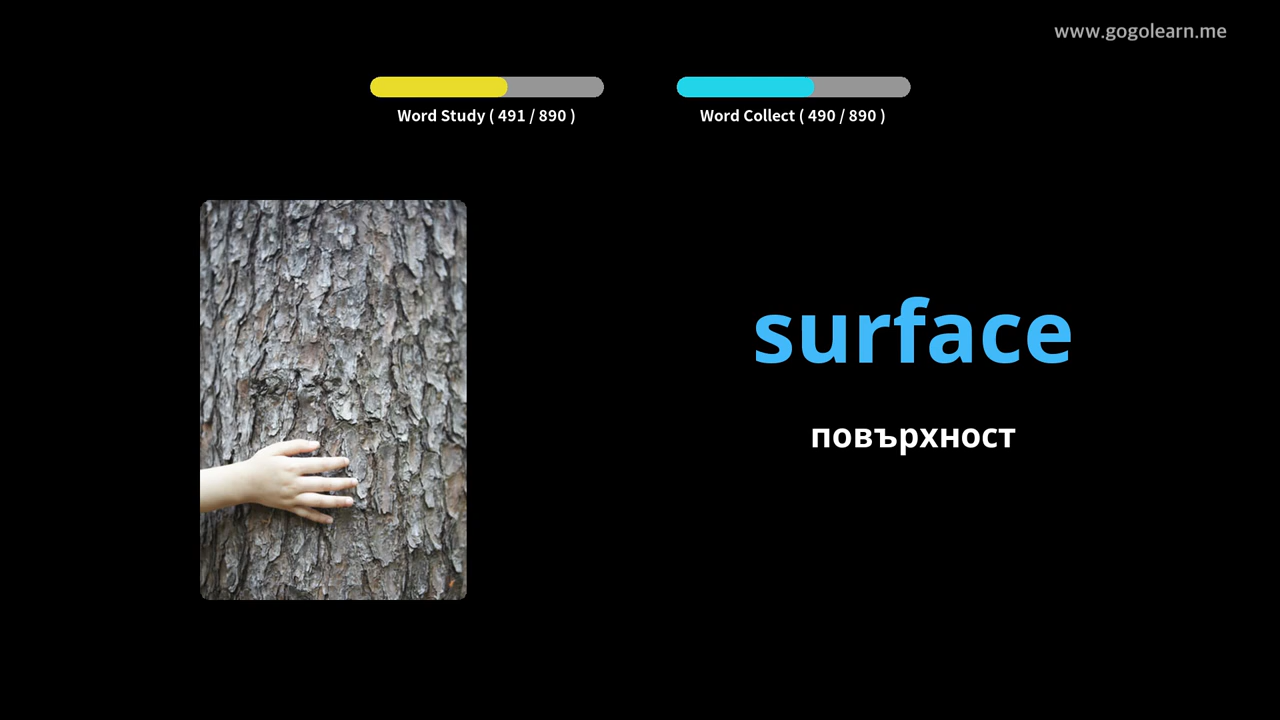 www.gogolearn.me
Word Study ( 491 / 890 )
Word Collect ( 490 / 890 )
surface
повърхност